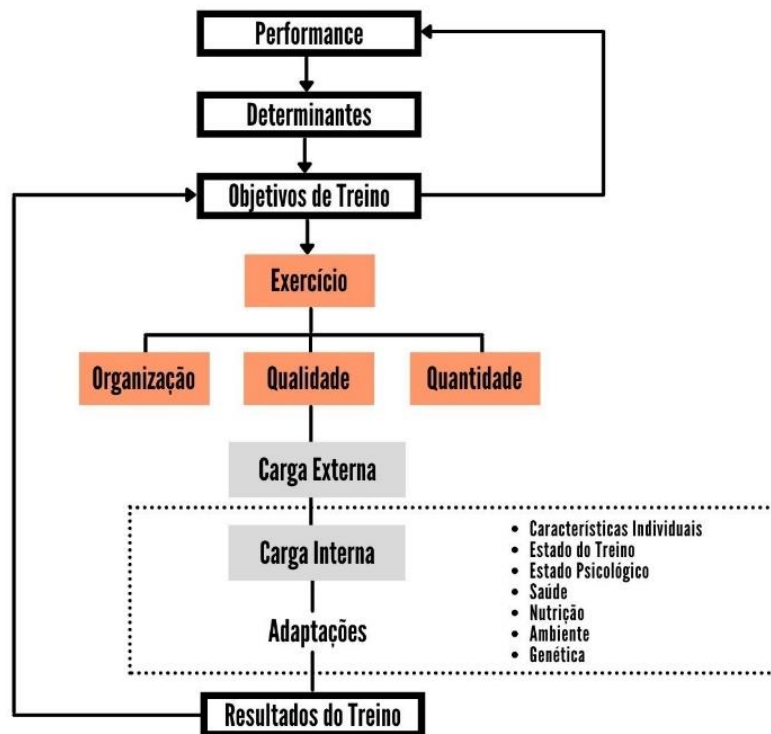 Performance
Determinantes
Objetivos de Treino
Exercício
Organização
Qualidade
Quantidade
Carga Externa
Carga Interna
Adaptações
• Características Individuais
• Estado do Treino
• Estado Psicológico
• Saúde
• Nutrição
• Ambiente
• Genética
Resultados do Treino